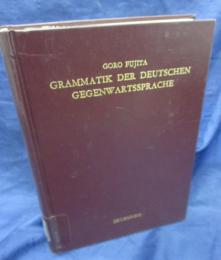 GORO FUJITA
GRAMMATIK DER DEUTSCHEN
GEGENWARTSSPRACHE